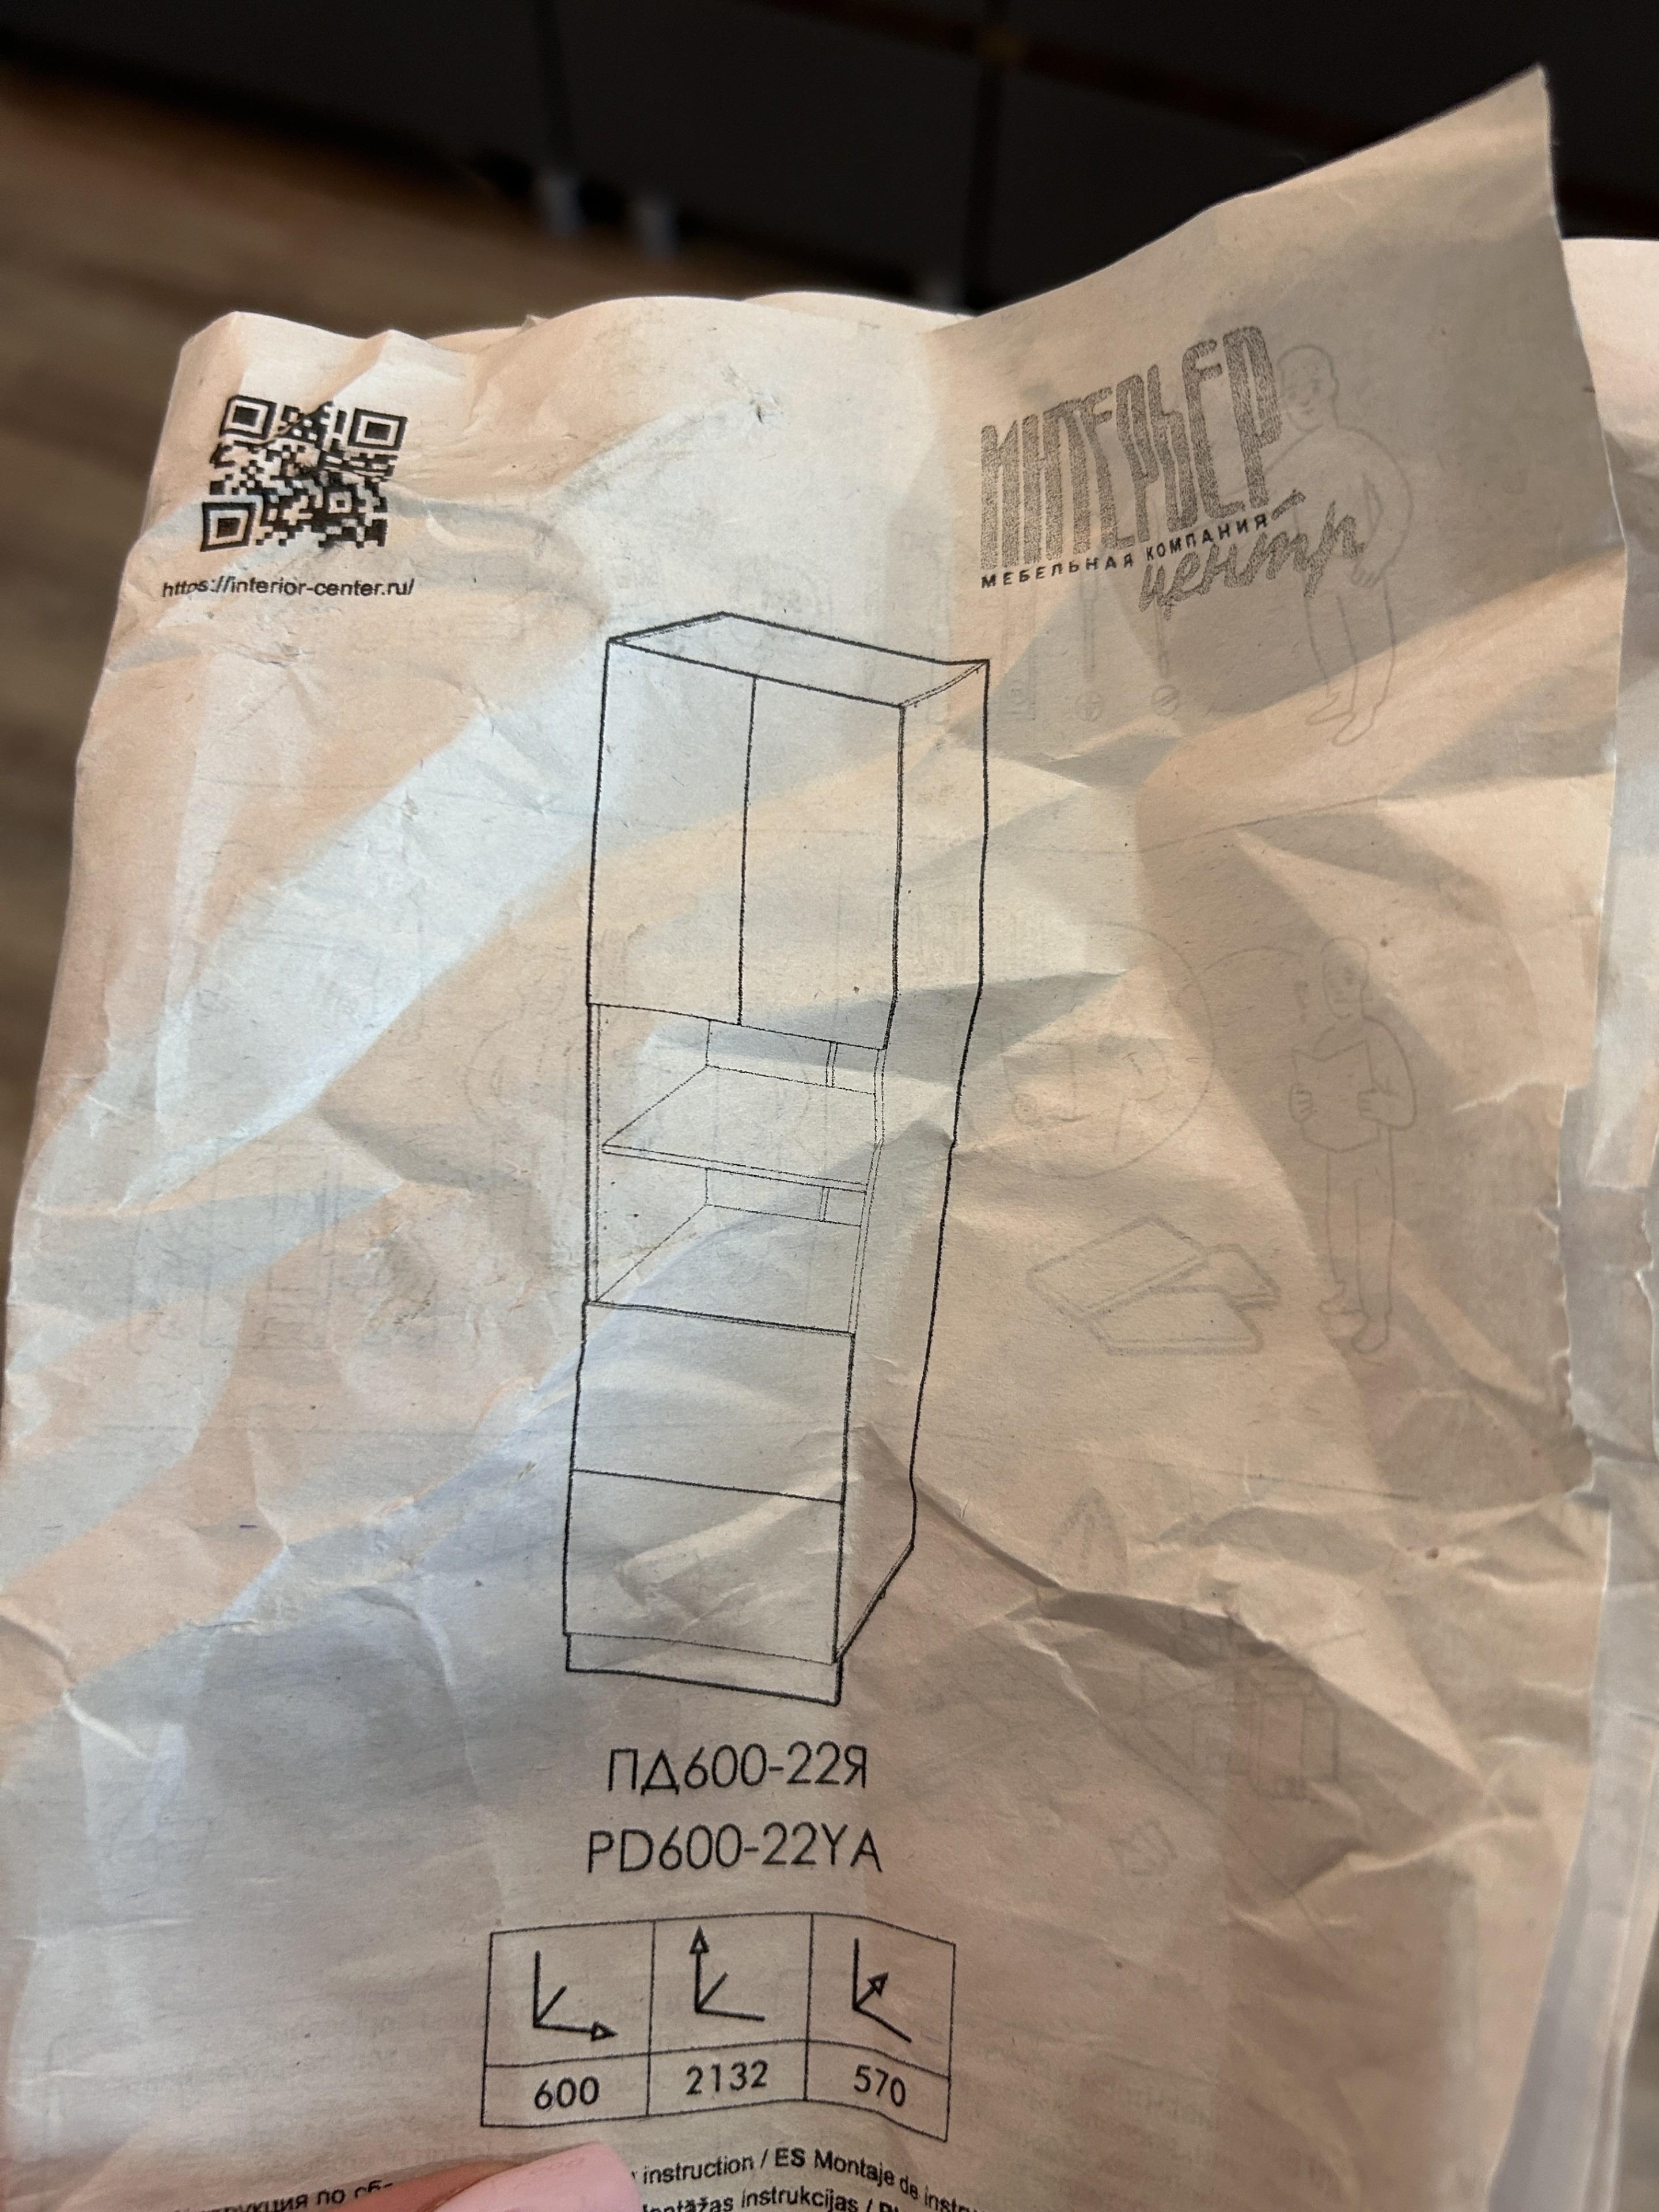 https://interior-center.ru/
ИНТЕРЬЕР
МЕБЕЛЬНАЯ КОМПАНИЯ
центр
ПД600-22Я
PD600-22YA
600 2132 570
instruction / ES Montaje de
instrukcijas /